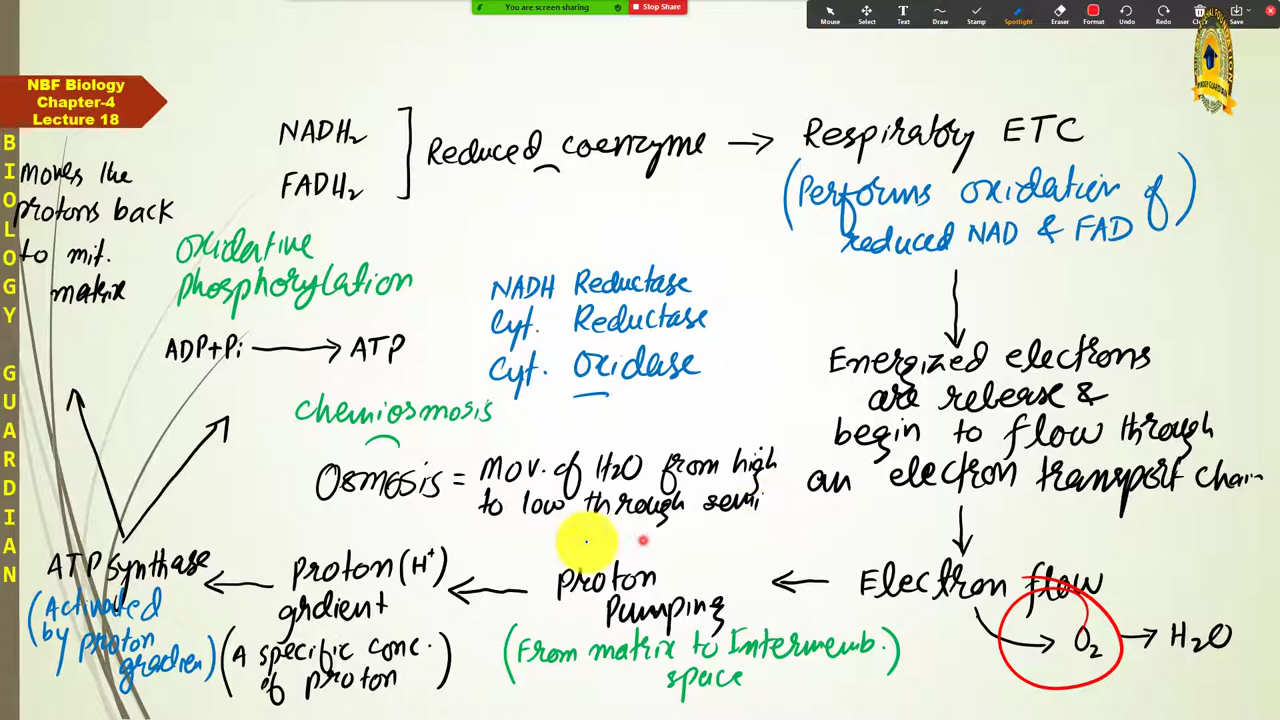 You are screen sharing
Stop Share
Mouse
Select
Text
Draw
Stamp
Spotlight
Eraser
Format
Undo
Redo
Save
NBF Biology
Chapter-4
Lecture 18
BIOLOGY GUARDIAN
NADH2
FADH2
Reduced coenzyme → Respiratory ETC
(Performs oxidation of
reduced NAD & FAD)
Energized electrons
are release &
begin to flow through
an electron transport chain
Electron flow
O2 → H2O
Proton
Pumping
(From matrix to Intermemb.
space)
Proton (H+)
gradient
(A specific conc.
of proton)
ATP synthase
(Activated
by proton
gradien)
moves the
protons back
to mit.
matrix
Oxidative
phosphorylation
ADP+Pi → ATP
NADH Reductase
Cyt. Reductase
Cyt. Oxidase
chemiosmosis
Osmosis = mov. of H2O from high
to low through semi